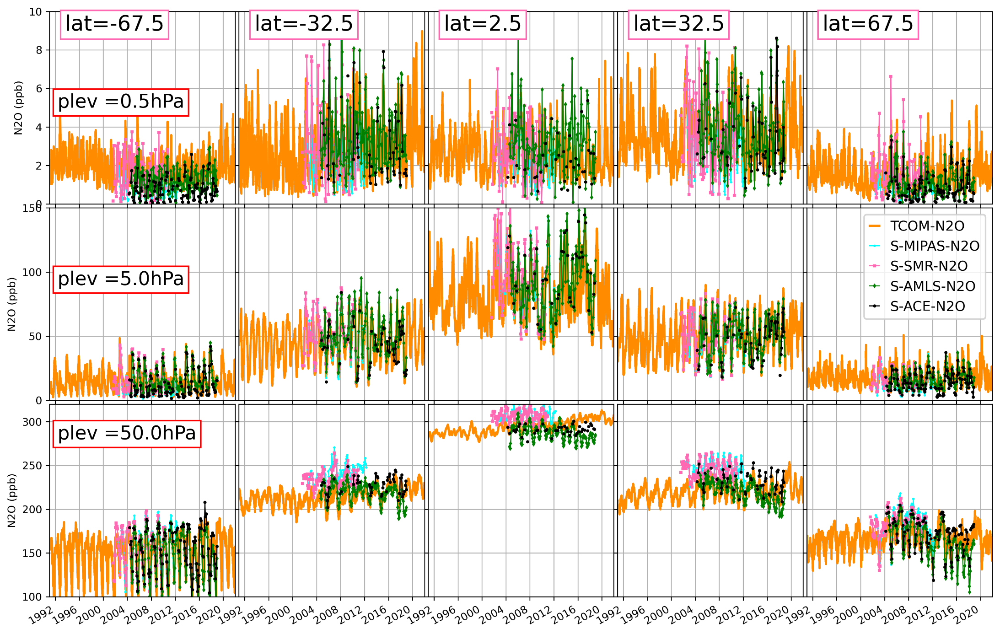 lat=-67.5 lat=-32.5 lat=2.5 lat=32.5 lat=67.5
10
8
6
4
2
0
N2O (ppb)
plev =0.5hPa
150
100
50
0
N2O (ppb)
plev =5.0hPa
TCOM-N2O
S-MIPAS-N2O
S-SMR-N2O
S-AMLS-N2O
S-ACE-N2O
300
250
200
150
100
N2O (ppb)
plev =50.0hPa
1992 1996 2000 2004 2008 2012 2016 2020 1992 1996 2000 2004 2008 2012 2016 2020 1992 1996 2000 2004 2008 2012 2016 2020 1992 1996 2000 2004 2008 2012 2016 2020 1992 1996 2000 2004 2008 2012 2016 2020